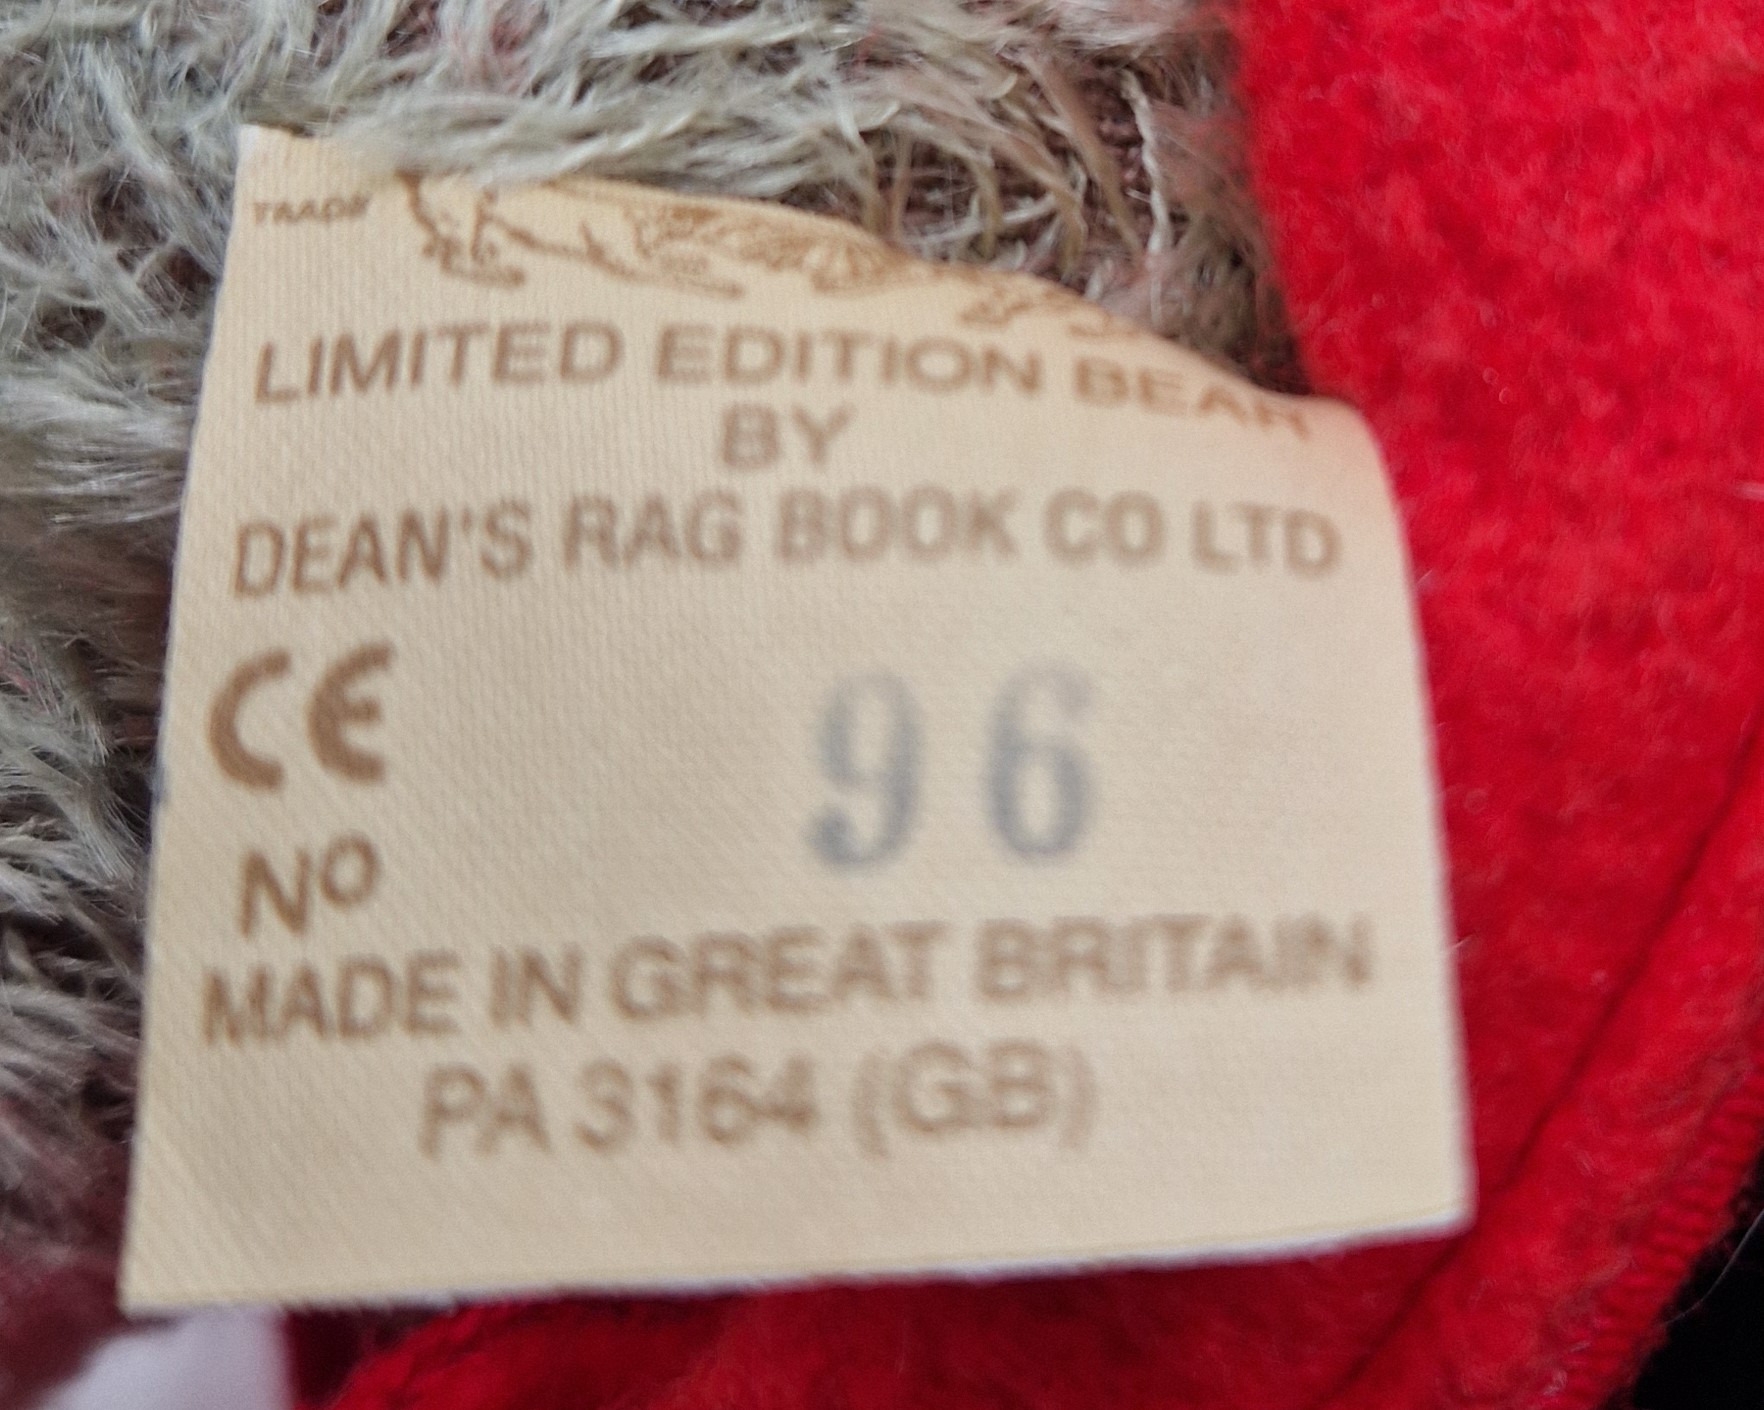 TRADE
LIMITED EDITION BEAR
BY
DEAN'S RAG BOOK CO LTD
CE
96
Nº
MADE IN GREAT BRITAIN
PA 3164 (GB)